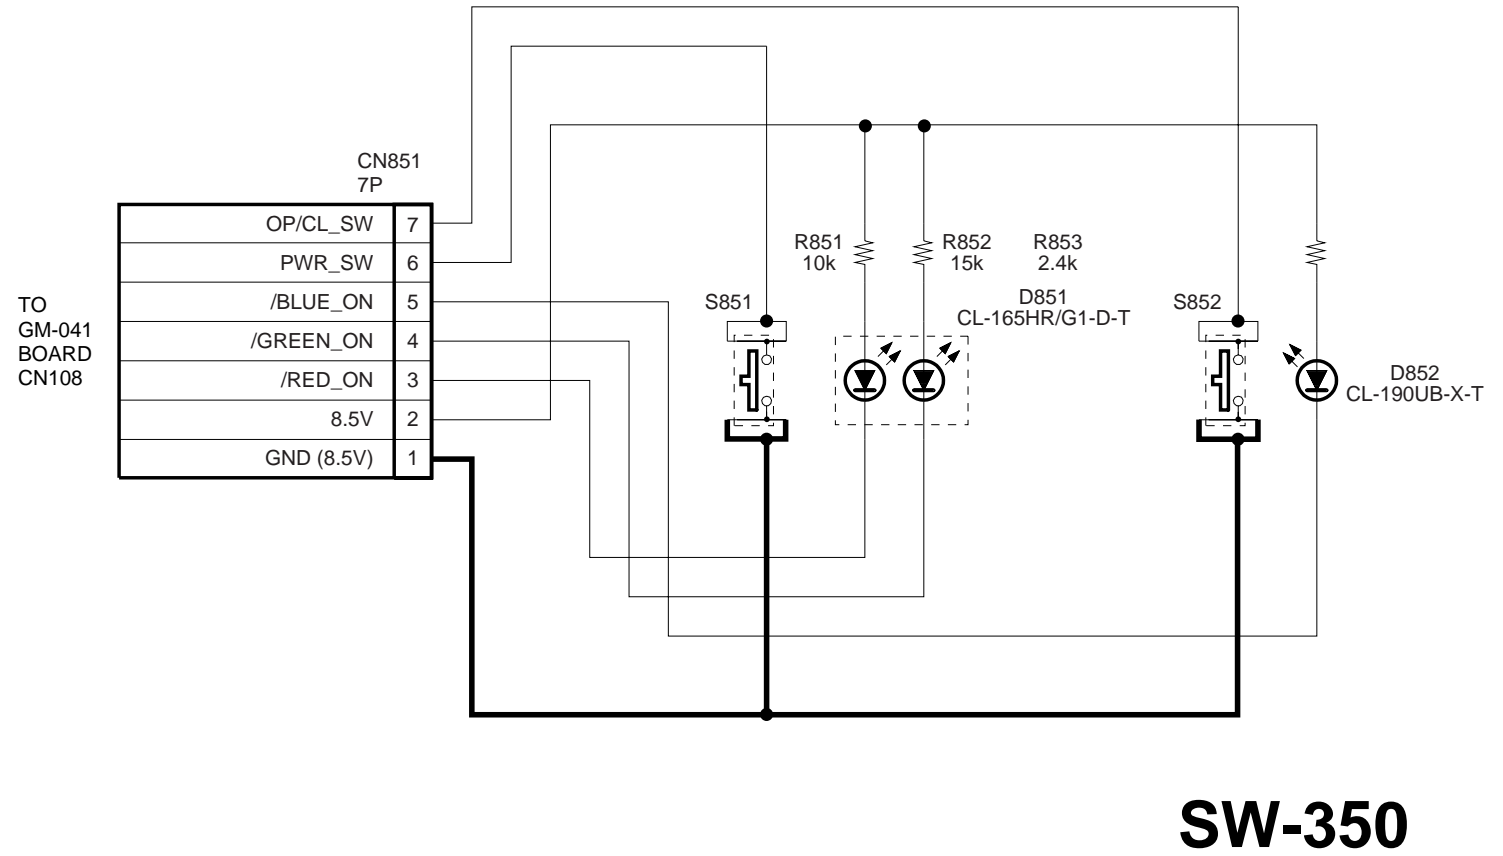 CN851
7P
OP/CL_SW 7
PWR_SW 6
/BLUE_ON 5
/GREEN_ON 4
/RED_ON 3
8.5V 2
GND (8.5V) 1
TO
GM-041
BOARD
CN108
S851
R851
10k
R852
15k
R853
2.4k
D851
CL-165HR/G1-D-T
S852
D852
CL-190UB-X-T
SW-350